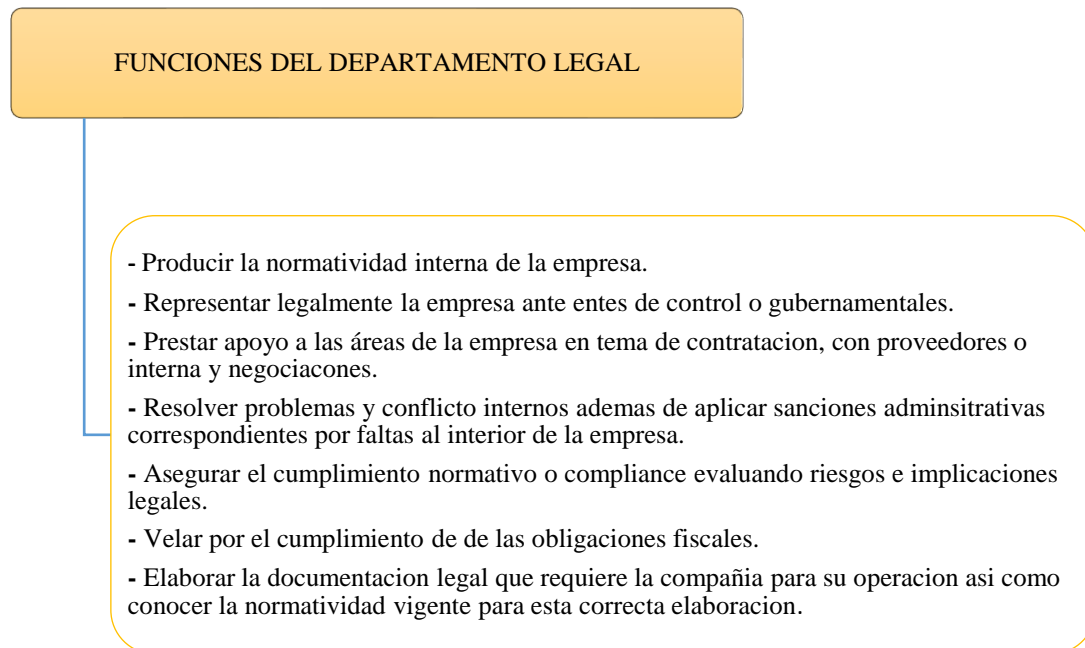 FUNCIONES DEL DEPARTAMENTO LEGAL
- Producir la normatividad interna de la empresa.
- Representar legalmente la empresa ante entes de control o gubernamentales.
- Prestar apoyo a las áreas de la empresa en tema de contratacion, con proveedores o
interna y negociacones.
- Resolver problemas y conflicto internos ademas de aplicar sanciones adminsitrativas
correspondientes por faltas al interior de la empresa.
- Asegurar el cumplimiento normativo o compliance evaluando riesgos e implicaciones
legales.
- Velar por el cumplimiento de de las obligaciones fiscales.
- Elaborar la documentacion legal que requiere la compañia para su operacion asi como
conocer la normatividad vigente para esta correcta elaboracion.